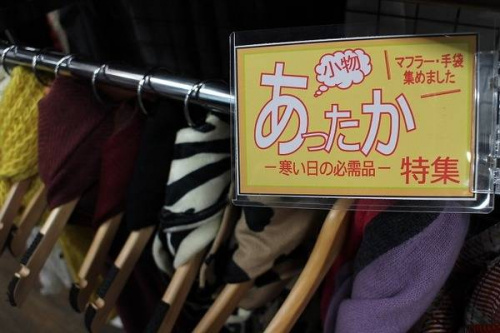 小物
マフラー・手袋
集めました
あったか
ー寒い日の必需品ー
特集